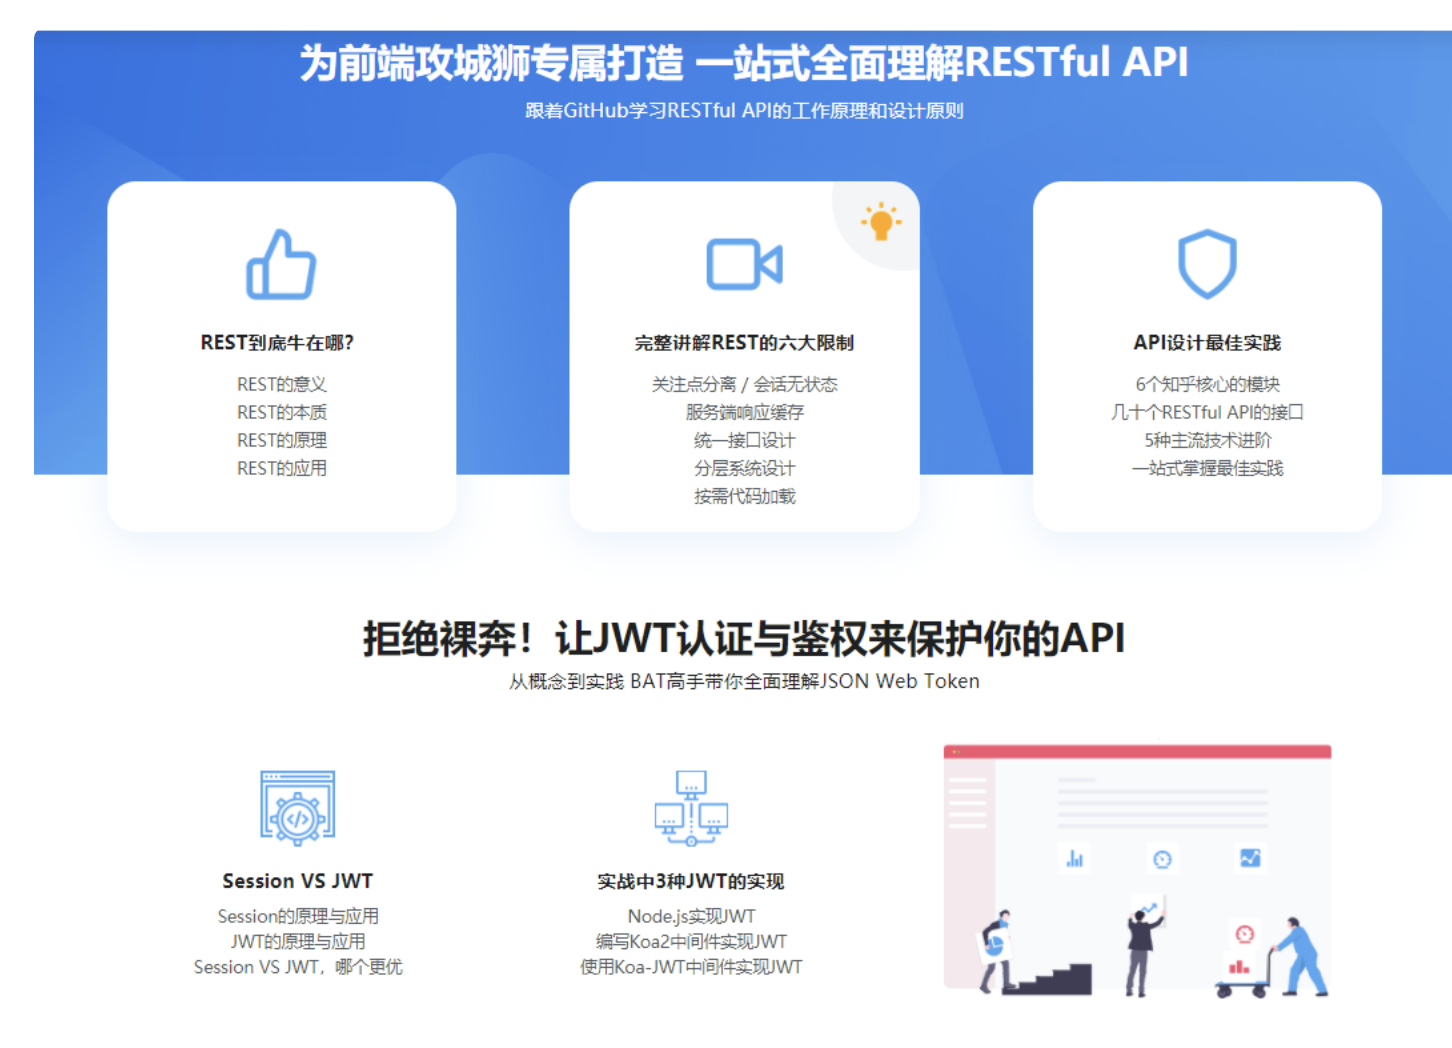 为前端攻城狮专属打造 一站式全面理解RESTful API
跟着GitHub学习RESTful API的工作原理和设计原则
REST到底牛在哪?
REST的意义
REST的本质
REST的原理
REST的应用
完整讲解REST的六大限制
关注点分离 / 会话无状态
服务端响应缓存
统一接口设计
分层系统设计
按需代码加载
API设计最佳实践
6个知乎核心的模块
几十个RESTful API的接口
5种主流技术进阶
一站式掌握最佳实践
拒绝裸奔！让JWT认证与鉴权来保护你的API
从概念到实践 BAT高手带你全面理解JSON Web Token
Session VS JWT
Session的原理与应用
JWT的原理与应用
Session VS JWT，哪个更优
实战中3种JWT的实现
Node.js实现JWT
编写Koa2中间件实现JWT
使用Koa-JWT中间件实现JWT